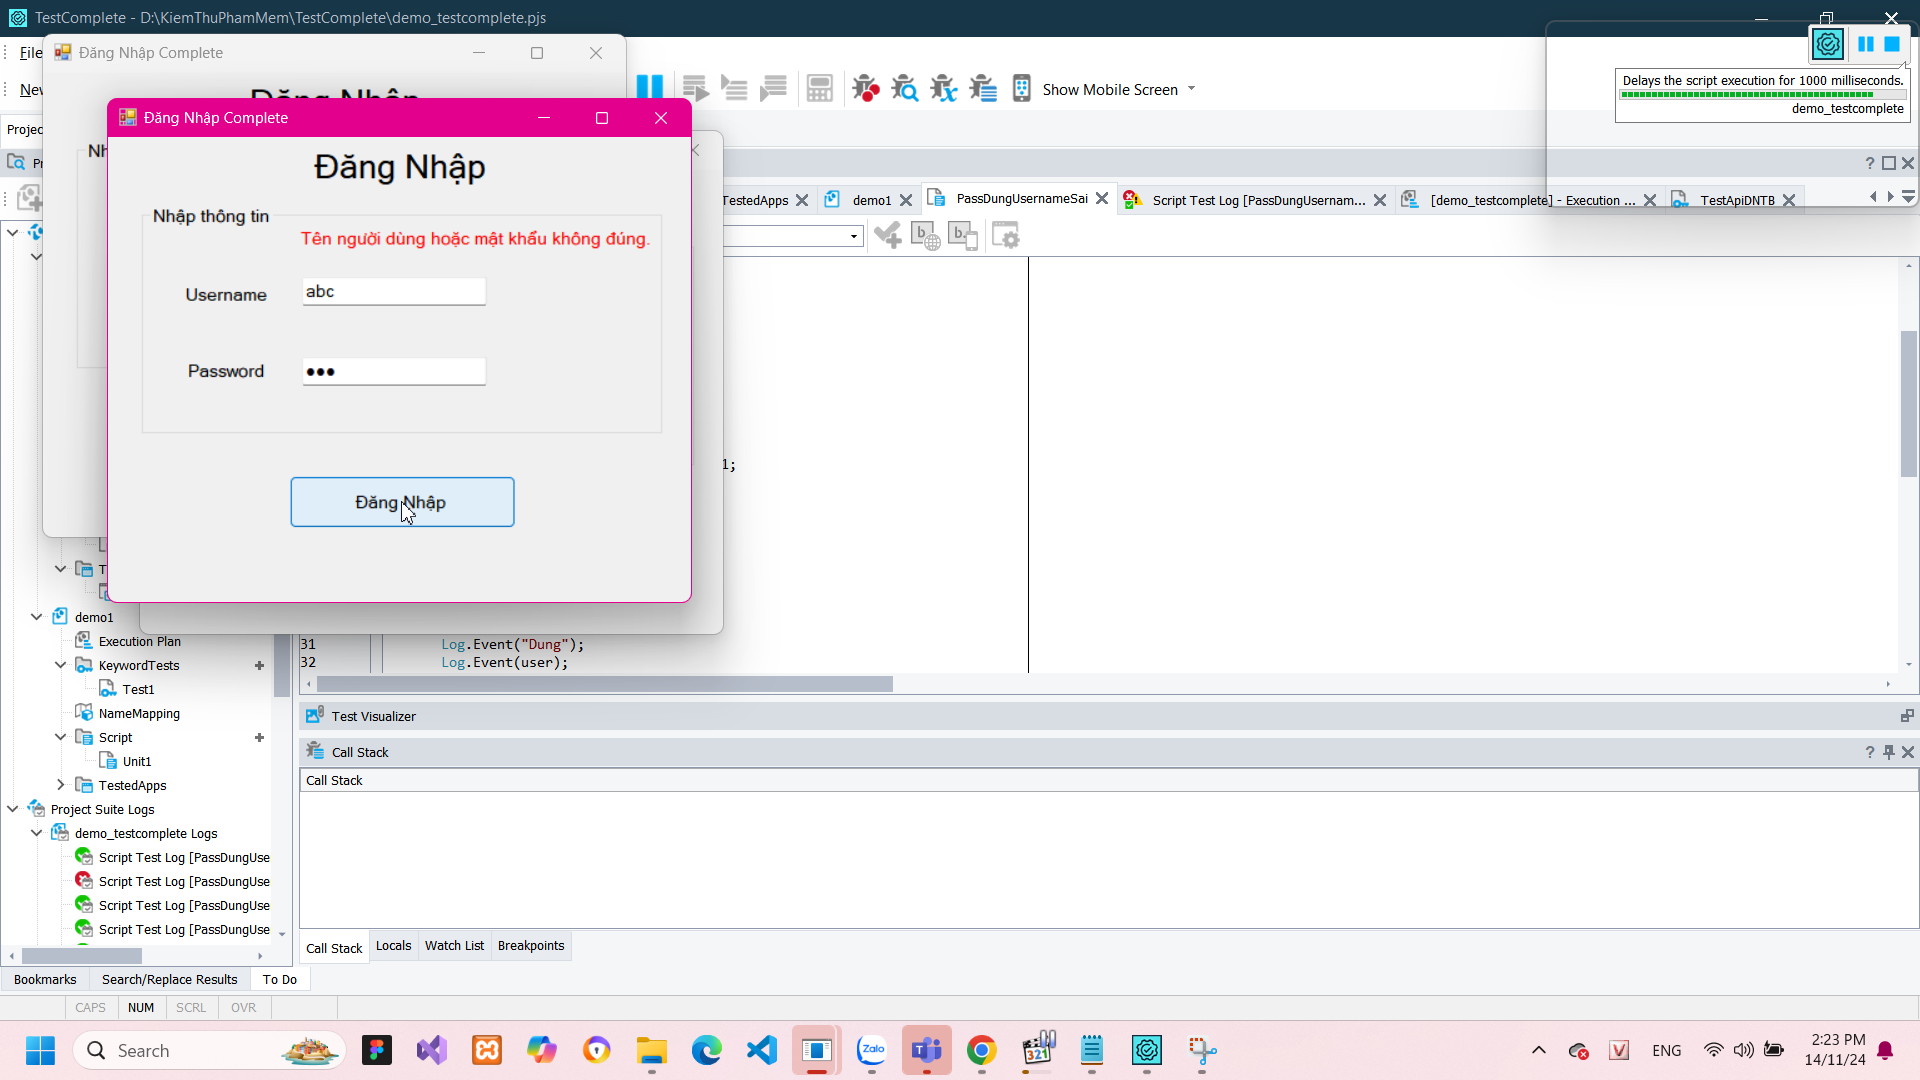 TestComplete - D:\KiemThuPhamMem\TestComplete\demo_testcomplete.pjs
File
Đăng Nhập Complete
Đăng Nhập
New
Show Mobile Screen
Delays the script execution for 1000 milliseconds.
demo_testcomplete
Projec
Đăng Nhập Complete
Đăng Nhập
Nhập thông tin
Tên người dùng hoặc mật khẩu không đúng.
Username
abc
Password
Đăng Nhập
TestedApps
demo1
PassDungUsernameSai
Script Test Log [PassDungUsernam...
[demo_testcomplete] - Execution ...
TestApiDNTB
1;
31 Log.Event("Dung");
32 Log.Event(user);
demo1
Execution Plan
KeywordTests
Test1
NameMapping
Script
Unit1
TestedApps
Project Suite Logs
demo_testcomplete Logs
Script Test Log [PassDungUse
Script Test Log [PassDungUse
Script Test Log [PassDungUse
Script Test Log [PassDungUse
Test Visualizer
Call Stack
Call Stack
Call Stack
Locals
Watch List
Breakpoints
Bookmarks
Search/Replace Results
To Do
CAPS
NUM
SCRL
OVR
Search
Zalo
321
ENG
2:23 PM
14/11/24